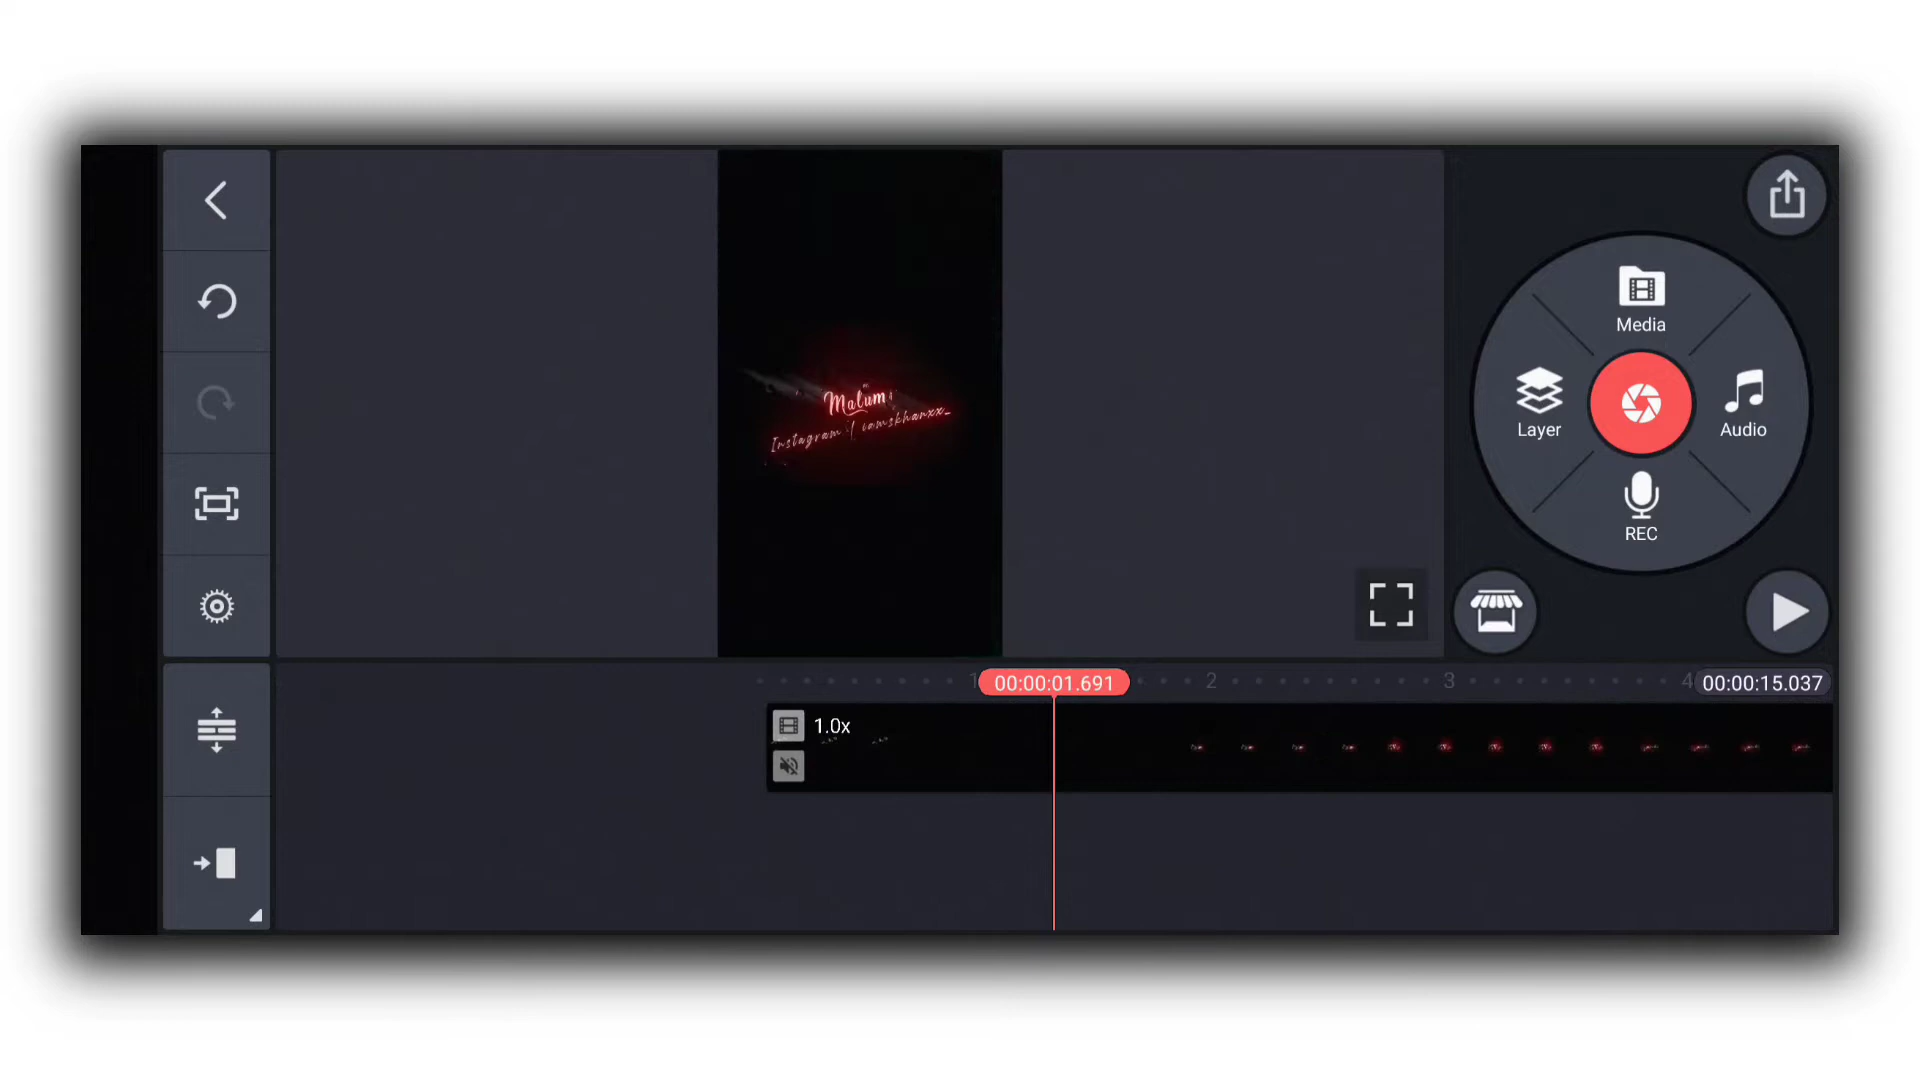 Media
Layer
Audio
REC
Malum
Instagram : iamskhanxx_
1
00:00:01.691
2
3
4
00:00:15.037
1.0x